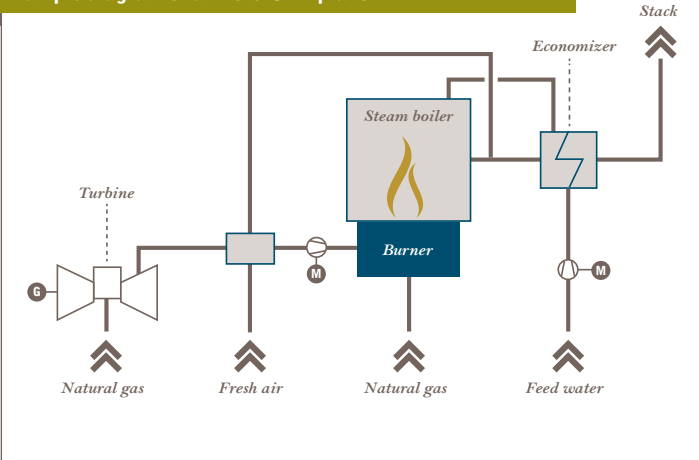 Stack
Economizer
Steam boiler
Turbine
Burner
G
M
M
Natural gas
Fresh air
Natural gas
Feed water